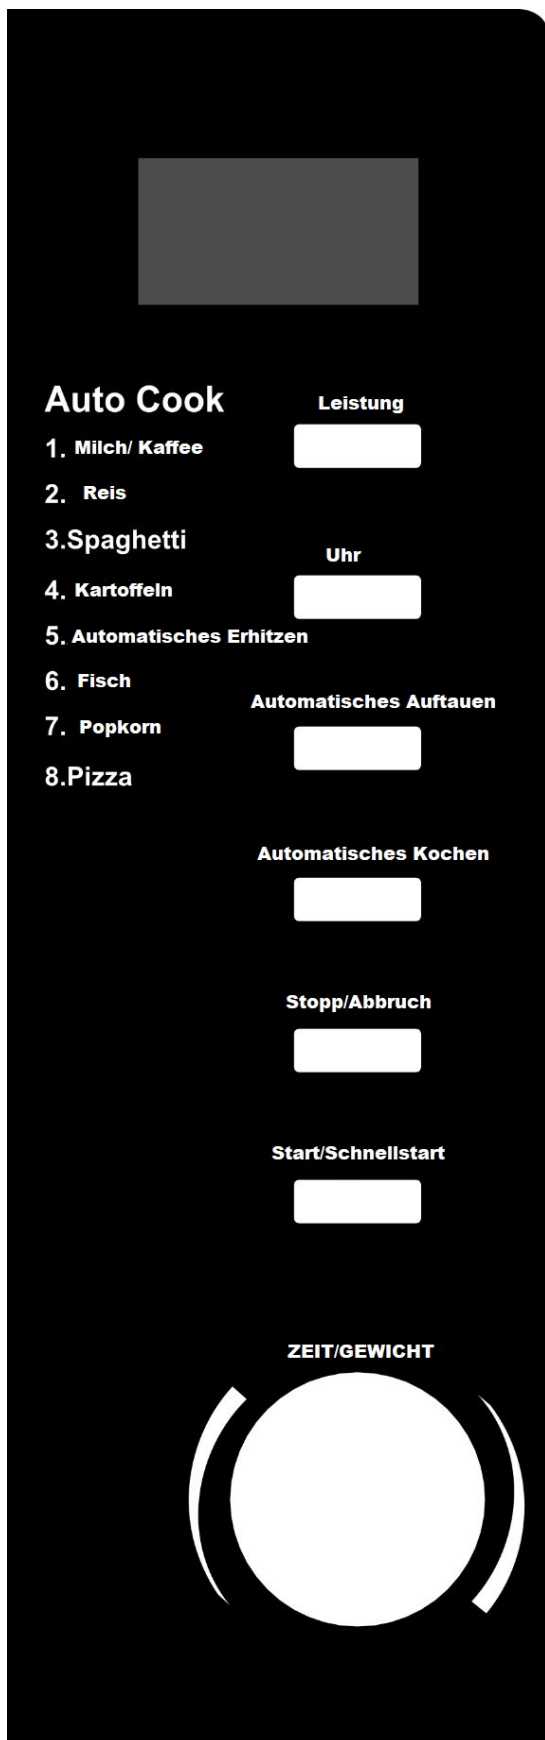 Auto Cook
1. Milch/ Kaffee
2. Reis
3.Spaghetti
4. Kartoffeln
5. Automatisches Erhitzen
6. Fisch
7. Popkorn
8.Pizza
Leistung
Uhr
Automatisches Auftauen
Automatisches Kochen
Stopp/Abbruch
Start/Schnellstart
ZEIT/GEWICHT